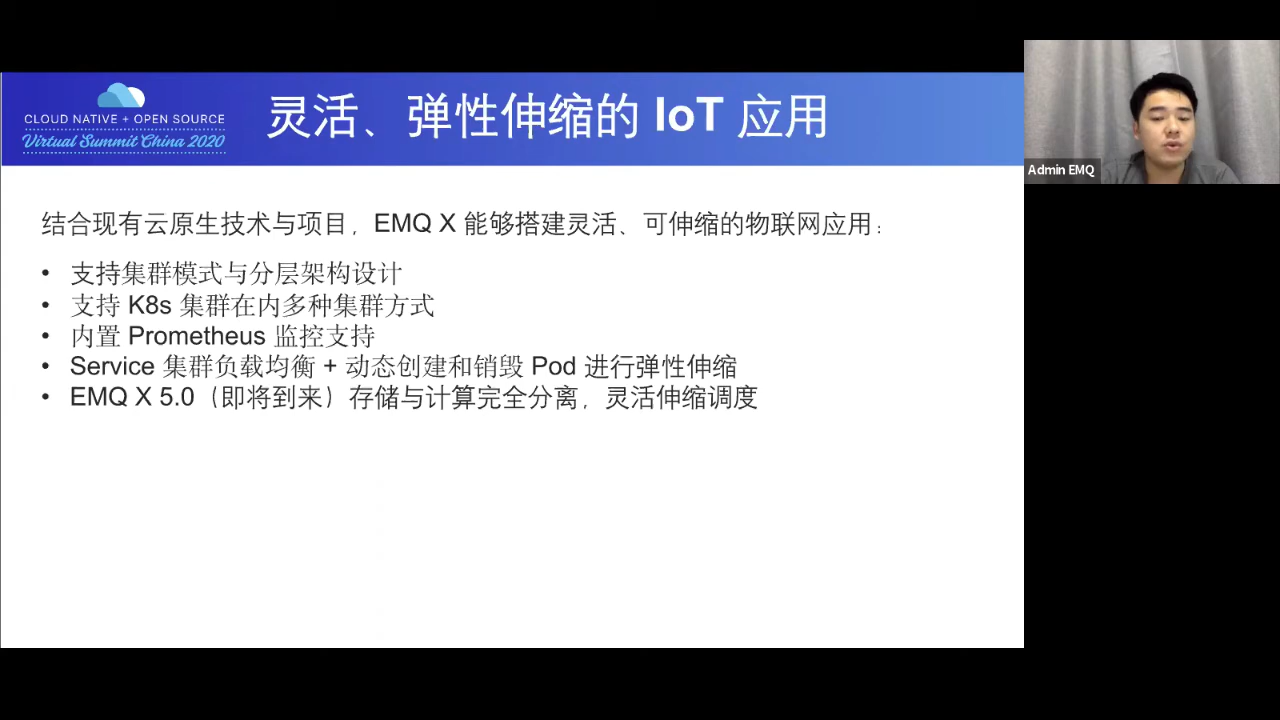 CLOUD NATIVE + OPEN SOURCE
Virtual Summit China 2020
灵活、弹性伸缩的 IoT 应用
Admin EMQ
结合现有云原生技术与项目，EMQ X 能够搭建灵活、可伸缩的物联网应用：
• 支持集群模式与分层架构设计
• 支持 K8s 集群在内多种集群方式
• 内置 Prometheus 监控支持
• Service 集群负载均衡 + 动态创建和销毁 Pod 进行弹性伸缩
• EMQ X 5.0（即将到来）存储与计算完全分离，灵活伸缩调度